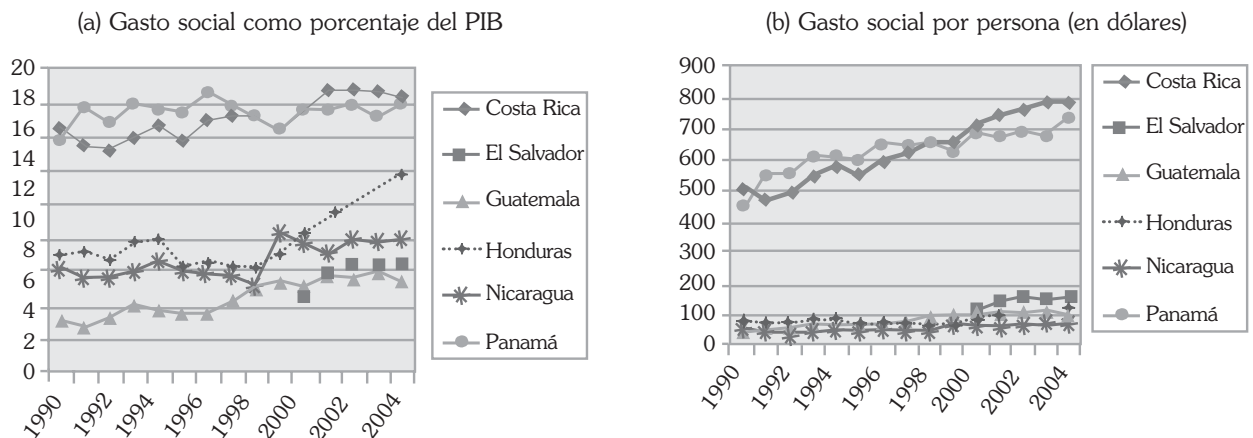 (a) Gasto social como porcentaje del PIB
20
18
16
14
12
10
8
6
4
2
0
1990
1992
1994
1996
1998
2000
2002
2004
Costa Rica
El Salvador
Guatemala
Honduras
Nicaragua
Panamá
(b) Gasto social por persona (en dólares)
900
800
700
600
500
400
300
200
100
0
1990
1992
1994
1996
1998
2000
2002
2004
Costa Rica
El Salvador
Guatemala
Honduras
Nicaragua
Panamá